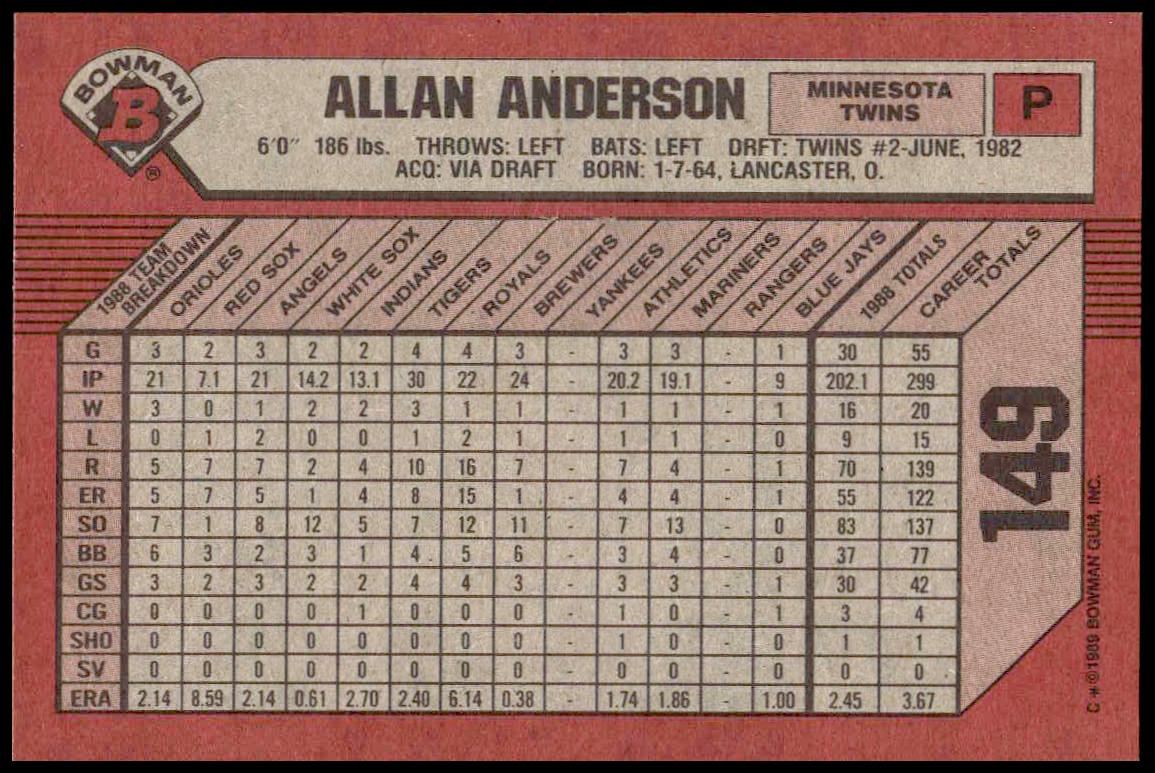 BOWMAN
B
®
ALLAN ANDERSON
MINNESOTA
TWINS
P
6'0" 186 lbs. THROWS: LEFT BATS: LEFT DRFT: TWINS #2-JUNE, 1982
ACQ: VIA DRAFT BORN: 1-7-64, LANCASTER, O.
1988 TEAM BREAKDOWN ORIOLES RED SOX ANGELS WHITE SOX INDIANS TIGERS ROYALS BREWERS YANKEES ATHLETICS MARINERS RANGERS BLUE JAYS 1988 TOTALS CAREER TOTALS
G 3 2 3 2 2 4 4 3 - 3 3 - 1 30 55
IP 21 7.1 21 14.2 13.1 30 22 24 - 20.2 19.1 - 9 202.1 299
W 3 0 1 2 2 3 1 1 - 1 1 - 1 16 20
L 0 1 2 0 0 1 2 1 - 1 1 - 0 9 15
R 5 7 7 2 4 10 16 7 - 7 4 - 1 70 139
ER 5 7 5 1 4 8 15 1 - 4 4 - 1 55 122
SO 7 1 8 12 5 7 12 11 - 7 13 - 0 83 137
BB 6 3 2 3 1 4 5 6 - 3 4 - 0 37 77
GS 3 2 3 2 2 4 4 3 - 3 3 - 1 30 42
CG 0 0 0 0 1 0 0 0 - 1 0 - 1 3 4
SHO 0 0 0 0 0 0 0 0 - 1 0 - 0 1 1
SV 0 0 0 0 0 0 0 0 - 0 0 - 0 0 0
ERA 2.14 8.59 2.14 0.61 2.70 2.40 6.14 0.38 - 1.74 1.86 - 1.00 2.45 3.67
149
C*©1989 BOWMAN GUM, INC.